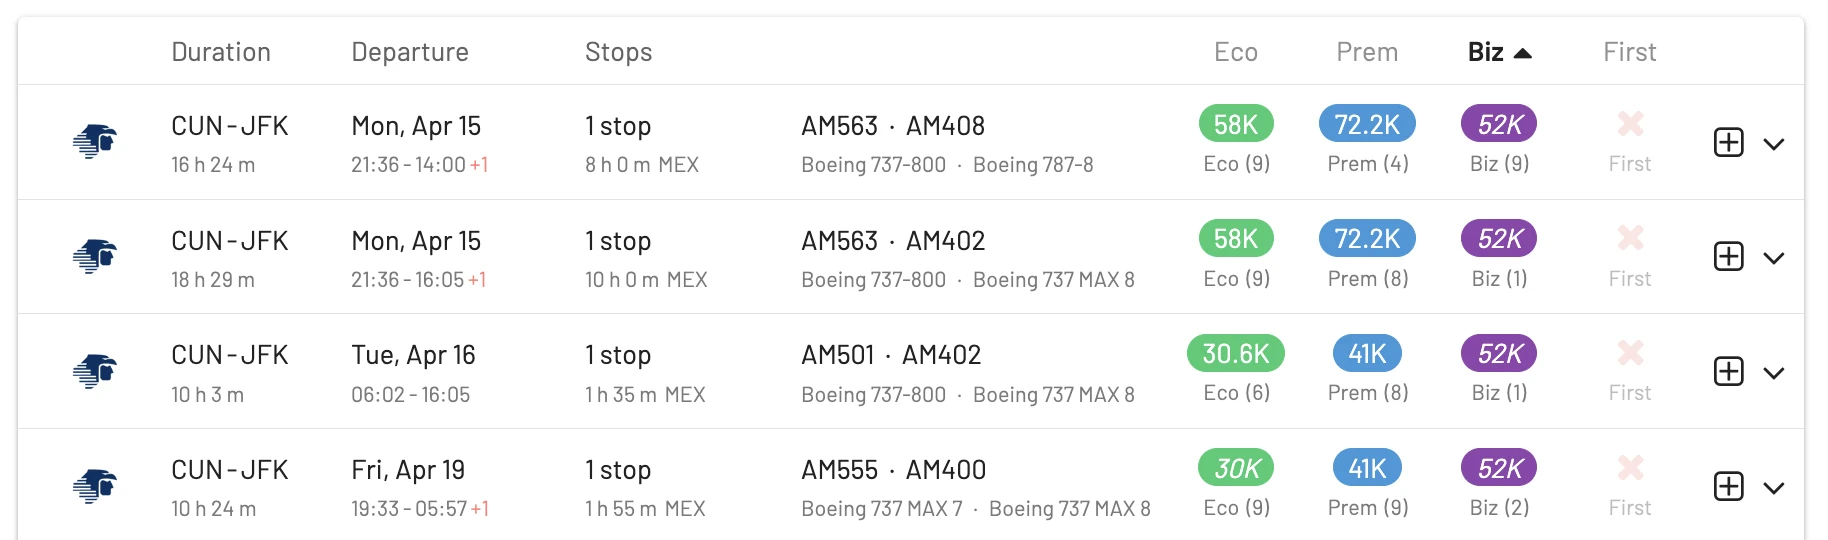 Duration Departure Stops Eco Prem Biz ▲ First
CUN-JFK Mon, Apr 15 1 stop AM563 · AM408 58K 72.2K 52K
16 h 24 m 21:36-14:00 +1 8 h 0 m MEX Boeing 737-800 · Boeing 787-8 Eco (9) Prem (4) Biz (9) First
CUN-JFK Mon, Apr 15 1 stop AM563 · AM402 58K 72.2K 52K
18 h 29 m 21:36-16:05 +1 10 h 0 m MEX Boeing 737-800 · Boeing 737 MAX 8 Eco (9) Prem (8) Biz (1) First
CUN-JFK Tue, Apr 16 1 stop AM501 · AM402 30.6K 41K 52K
10 h 3 m 06:02-16:05 1 h 35 m MEX Boeing 737-800 · Boeing 737 MAX 8 Eco (6) Prem (8) Biz (1) First
CUN-JFK Fri, Apr 19 1 stop AM555 · AM400 30K 41K 52K
10 h 24 m 19:33-05:57 +1 1 h 55 m MEX Boeing 737 MAX 7 · Boeing 737 MAX 8 Eco (9) Prem (9) Biz (2) First